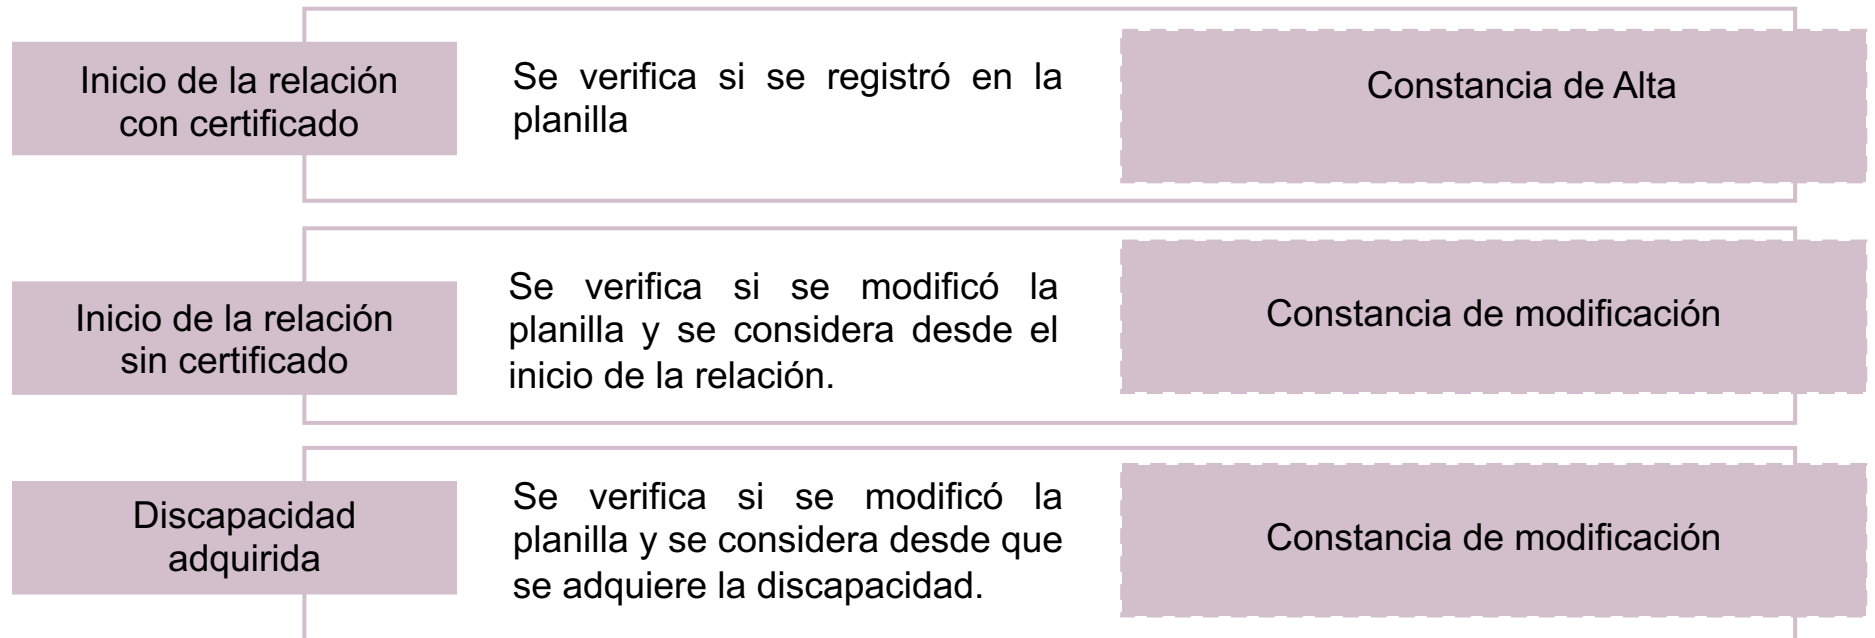 Inicio de la relación
con certificado
Se verifica si se registró en la
planilla
Constancia de Alta
Inicio de la relación
sin certificado
Se verifica si se modificó la
planilla y se considera desde el
inicio de la relación.
Constancia de modificación
Discapacidad
adquirida
Se verifica si se modificó la
planilla y se considera desde que
se adquiere la discapacidad.
Constancia de modificación